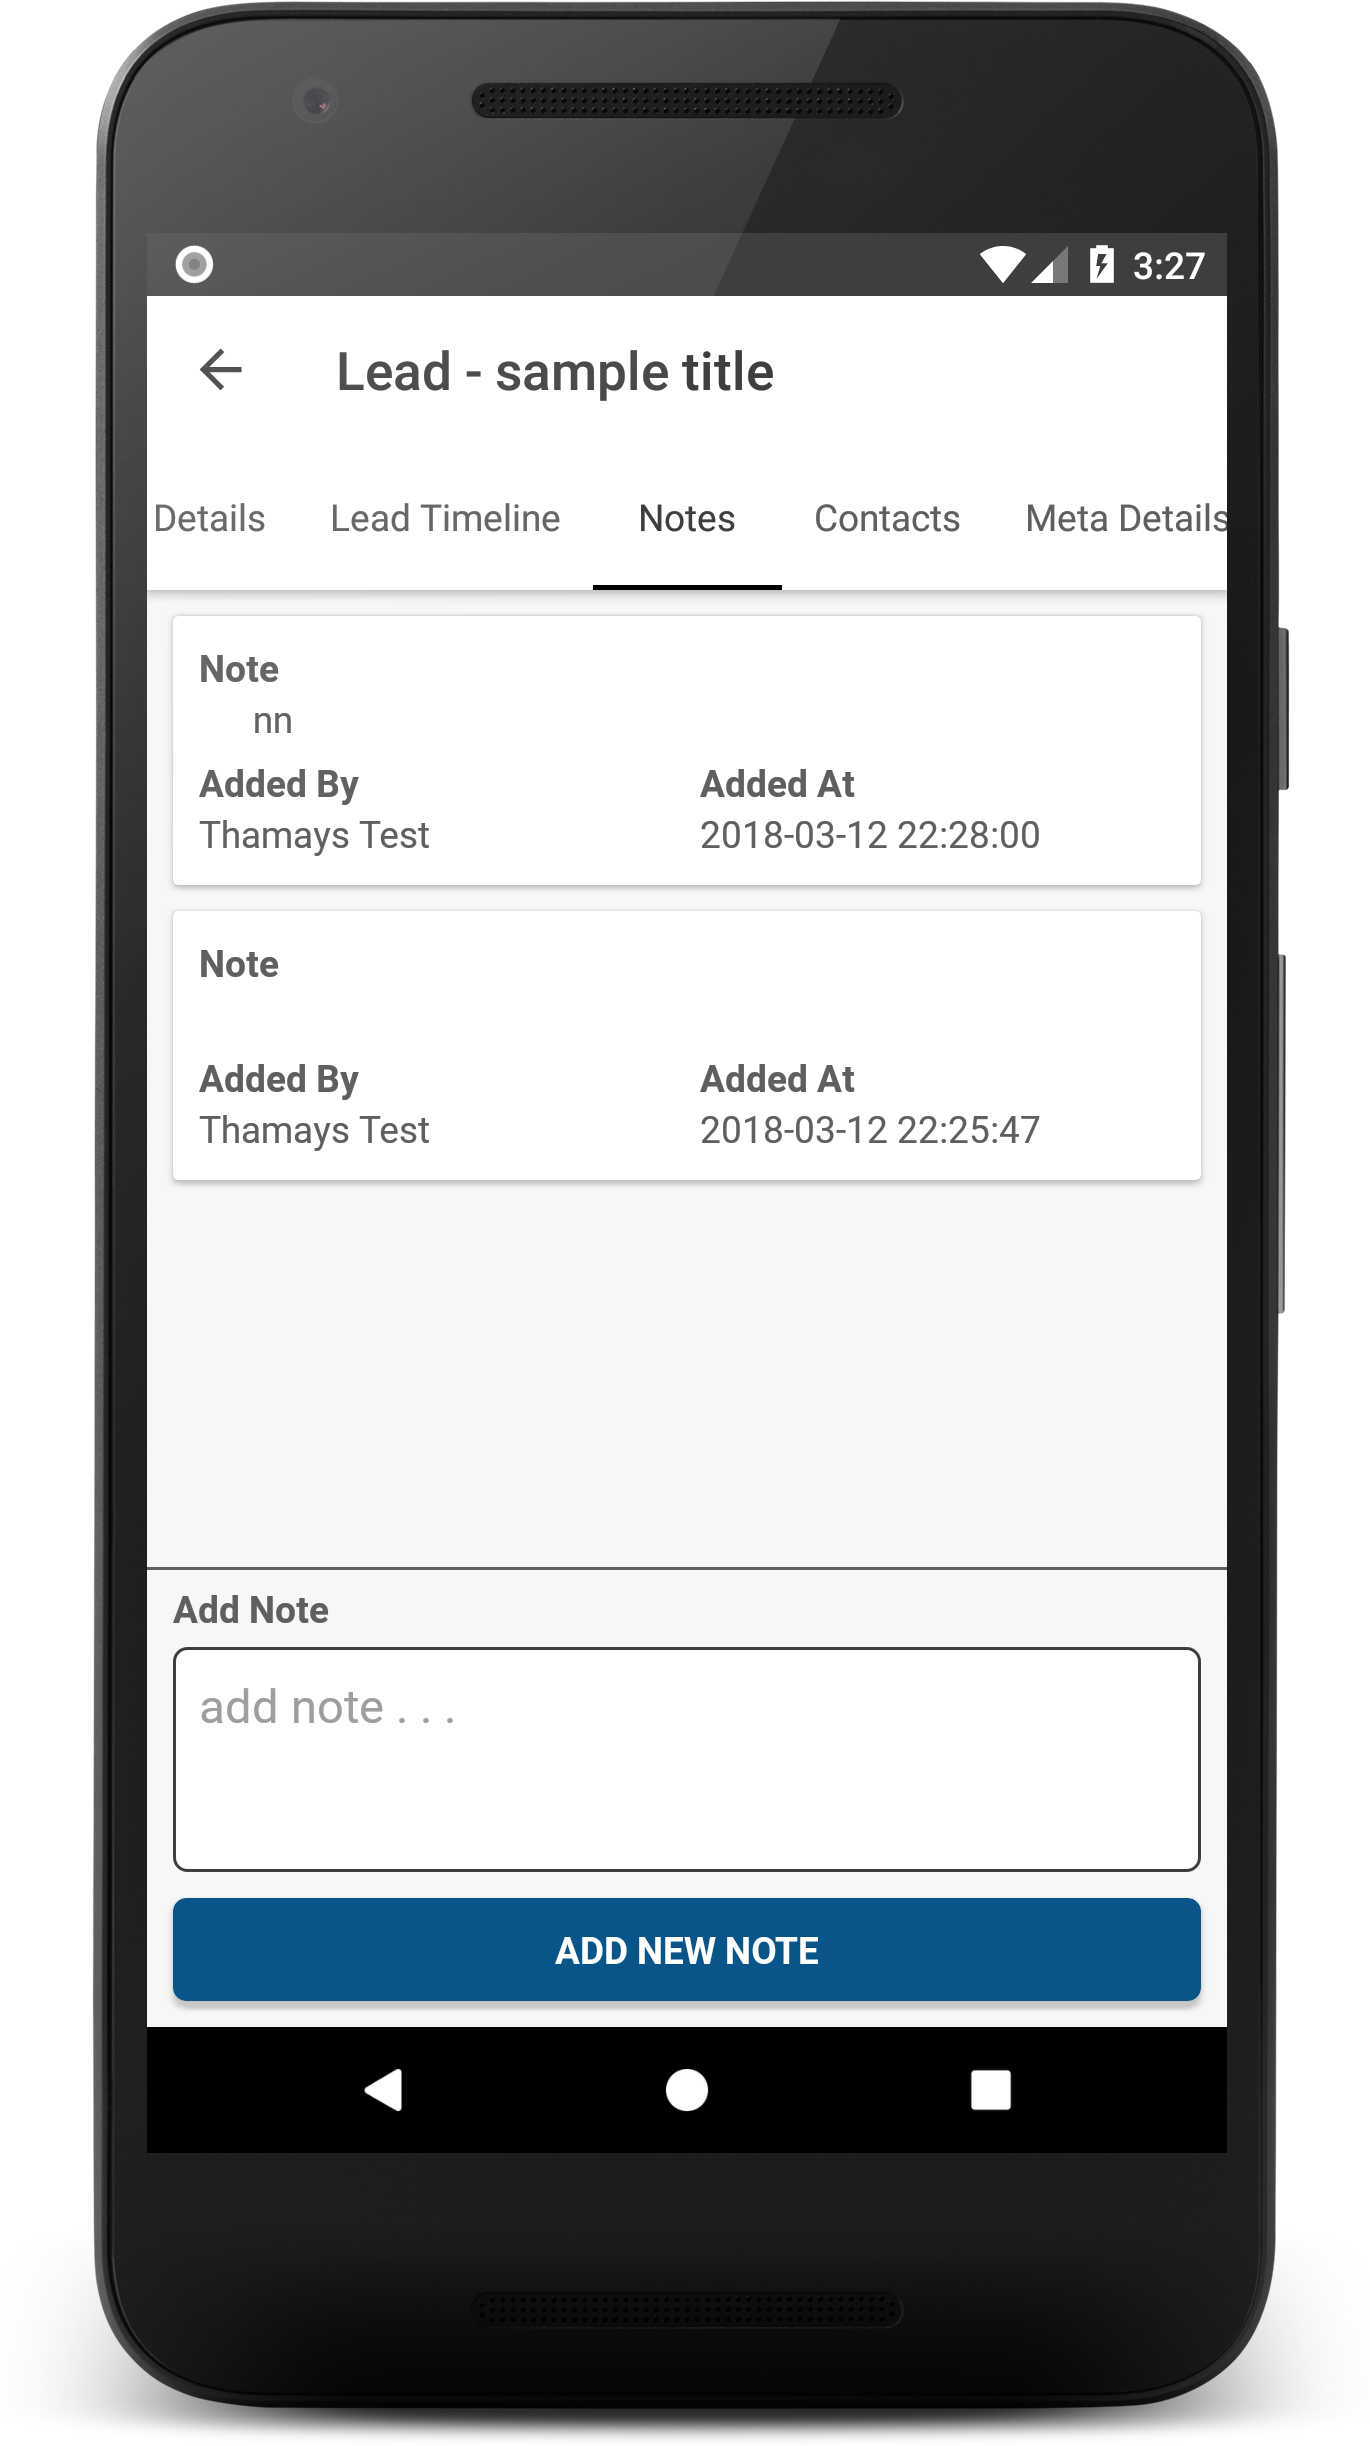 3:27
Lead - sample title
Details Lead Timeline Notes Contacts Meta Details
Note
nn
Added By Added At
Thamays Test 2018-03-12 22:28:00
Note
Added By Added At
Thamays Test 2018-03-12 22:25:47
Add Note
add note . . .
ADD NEW NOTE